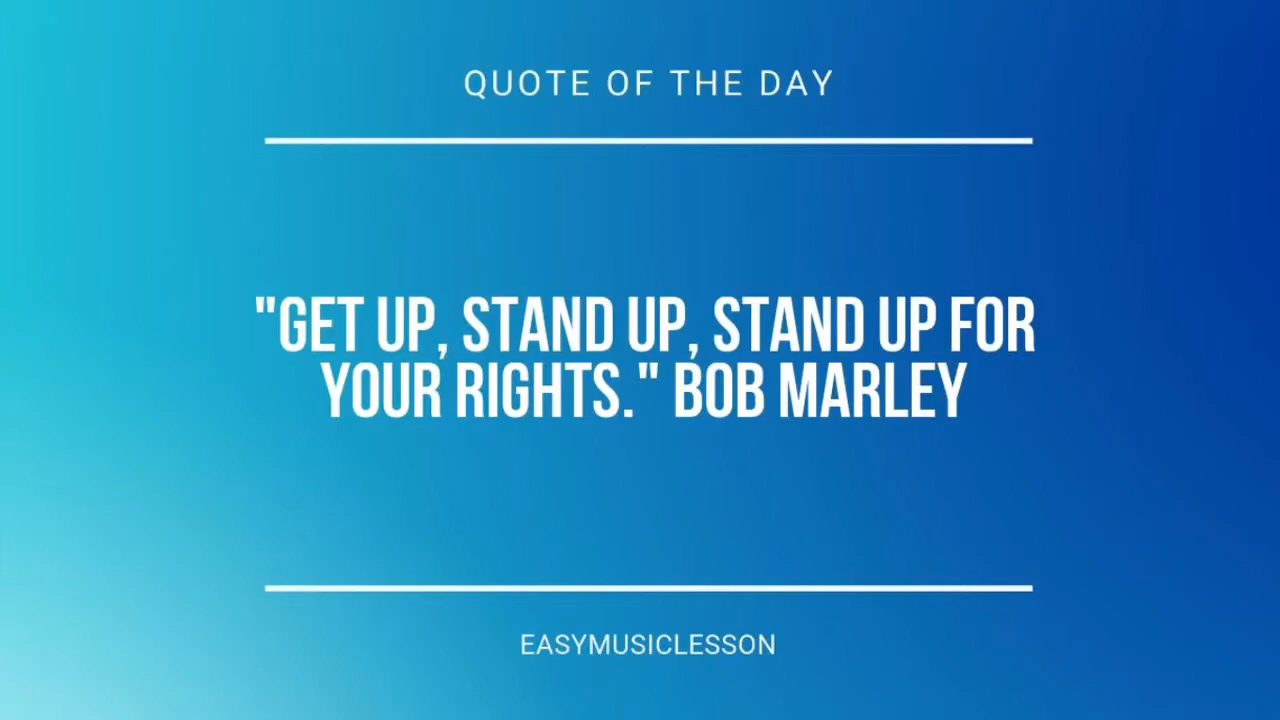 QUOTE OF THE DAY
"GET UP, STAND UP, STAND UP FOR
YOUR RIGHTS." BOB MARLEY
EASYMUSICLESSON